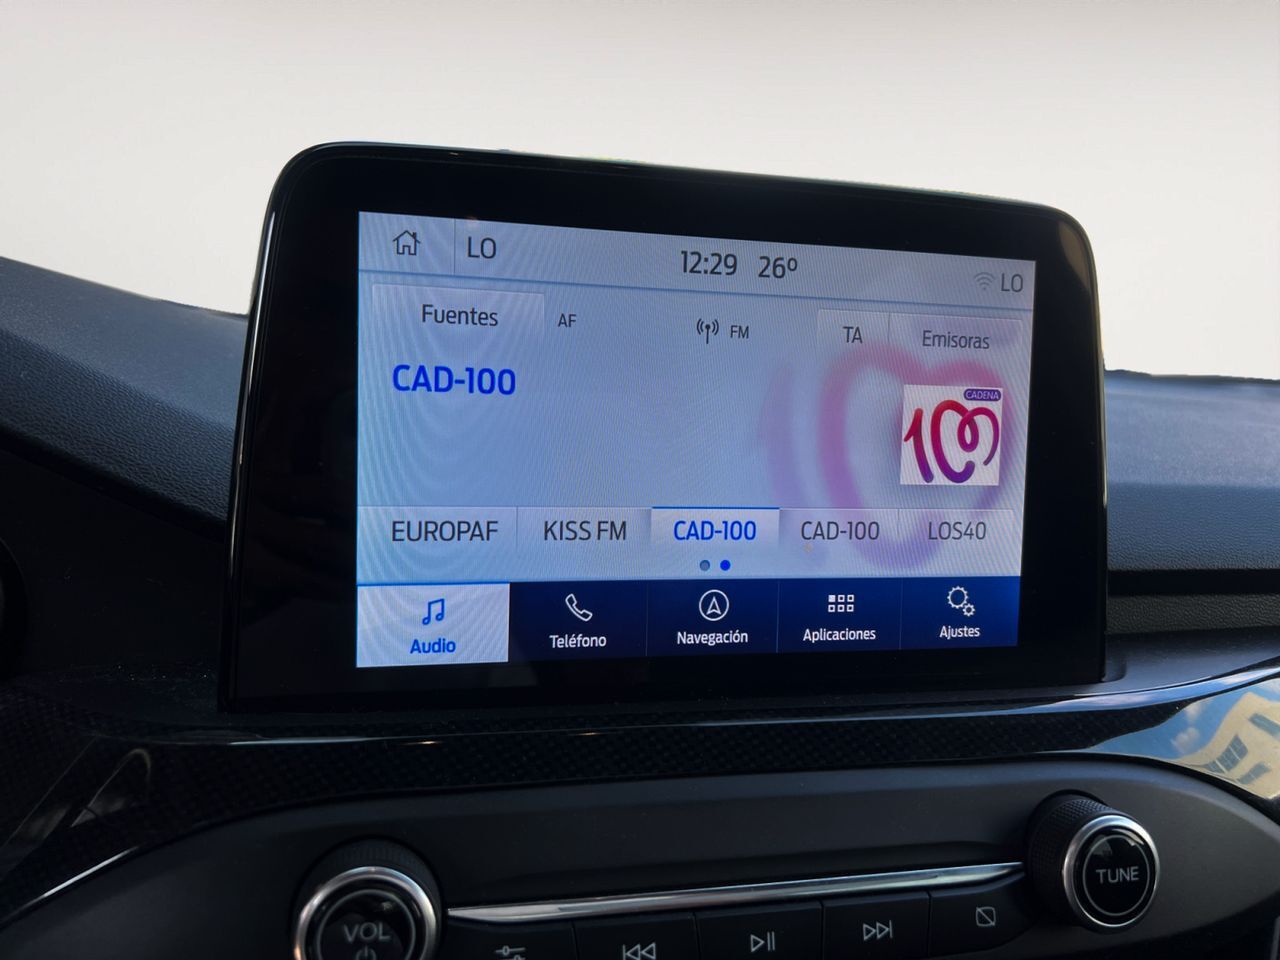 LO 12:29 26º LO
Fuentes AF FM TA Emisoras
CAD-100
CADENA
100
EUROPAF KISS FM CAD-100 CAD-100 LOS40
Audio Teléfono Navegación Aplicaciones Ajustes
VOL
TUNE